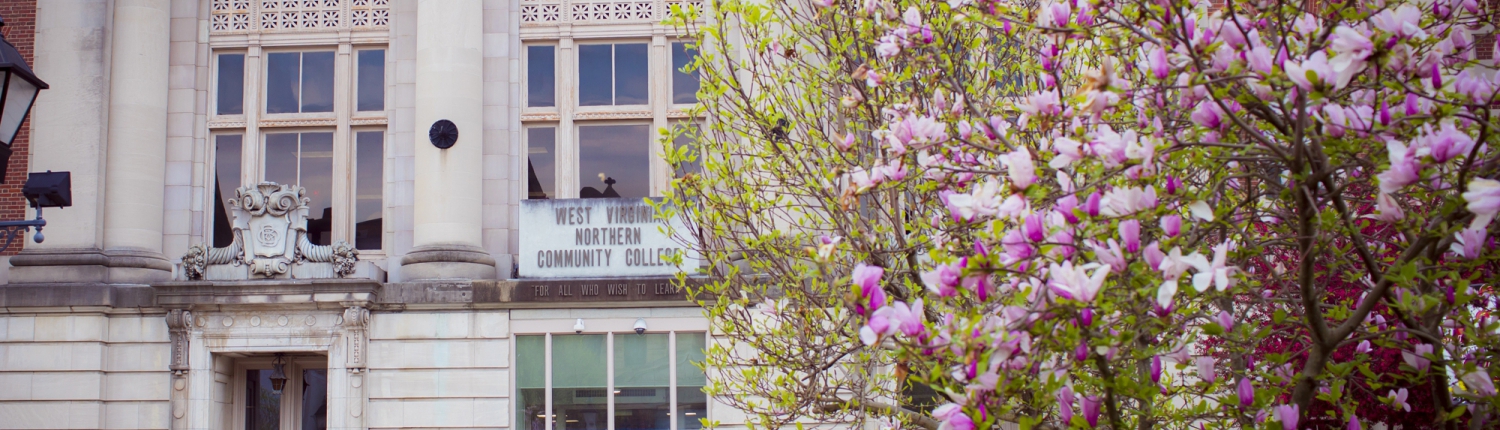 WEST VIRGINIA
NORTHERN
COMMUNITY COLLEGE
FOR ALL WHO WISH TO LEARN